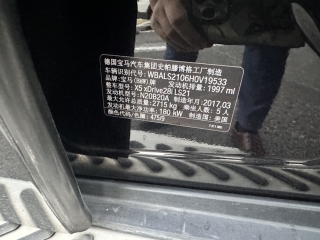 德国宝马汽车集团史帕滕博格工厂制造
车辆识别代号: WBALS2106H0V19533
品牌: 宝马(BMW)牌 发动机排量: 1997 ml
整车型号: X5 xDrive28i LS21
发动机型号: N20B20A 制造年月: 2017.03
最大允许总质量: 2715 kg 乘坐人数: 5 人
发动机最大净功率: 180 kW 制造国: 美国
颜色代码/色漆: 475/9